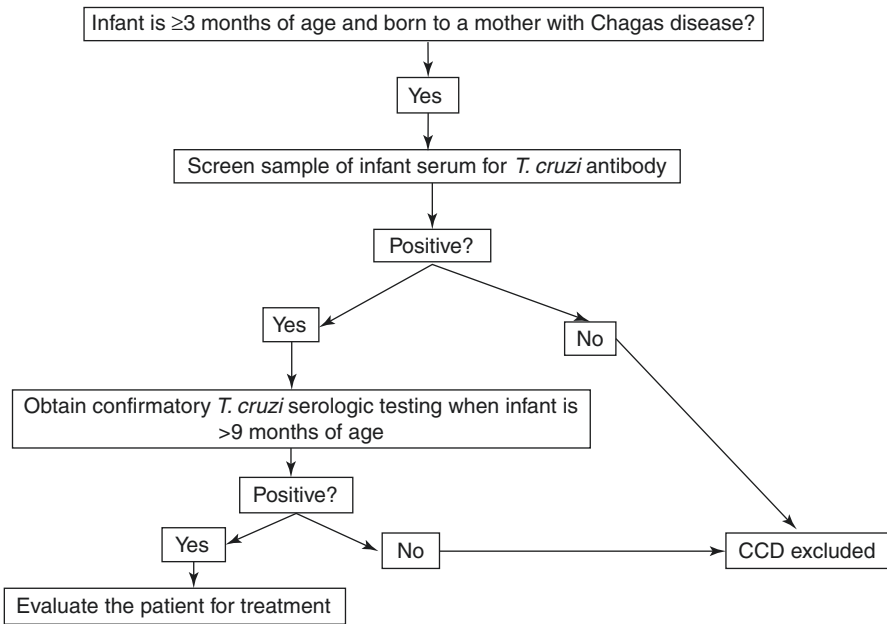 Infant is ≥3 months of age and born to a mother with Chagas disease?
Yes
Screen sample of infant serum for T. cruzi antibody
Positive?
Yes
No
Obtain confirmatory T. cruzi serologic testing when infant is
>9 months of age
Positive?
Yes
No
CCD excluded
Evaluate the patient for treatment